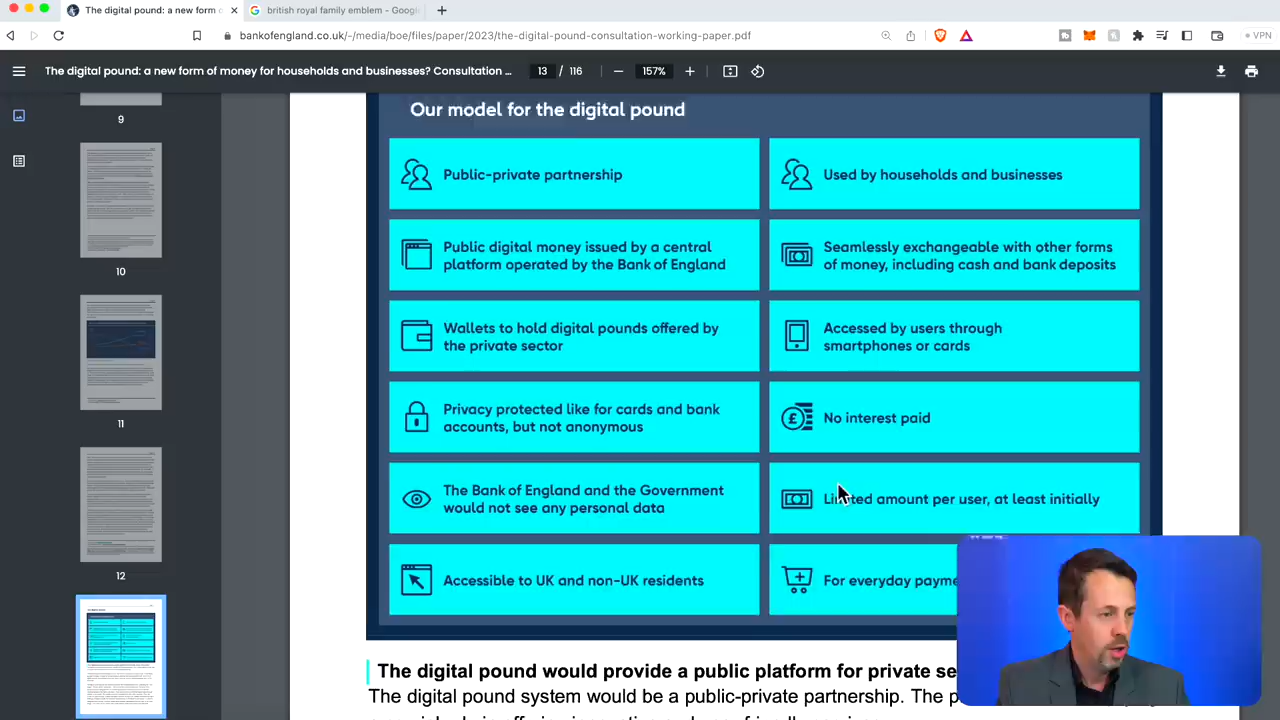 The digital pound: a new form o
british royal family emblem - Googl
bankofengland.co.uk/-/media/boe/files/paper/2023/the-digital-pound-consultation-working-paper.pdf
VPN
The digital pound: a new form of money for households and businesses? Consultation ...
13 / 116
157%
9
10
11
12
Our model for the digital pound
Public-private partnership
Used by households and businesses
Public digital money issued by a central
platform operated by the Bank of England
Seamlessly exchangeable with other forms
of money, including cash and bank deposits
Wallets to hold digital pounds offered by
the private sector
Accessed by users through
smartphones or cards
Privacy protected like for cards and bank
accounts, but not anonymous
£
No interest paid
The Bank of England and the Government
would not see any personal data
Limited amount per user, at least initially
Accessible to UK and non-UK residents
For everyday payme
The digital pound would provide a public platform for private se
The digital pound system would be a public-private partnership. The